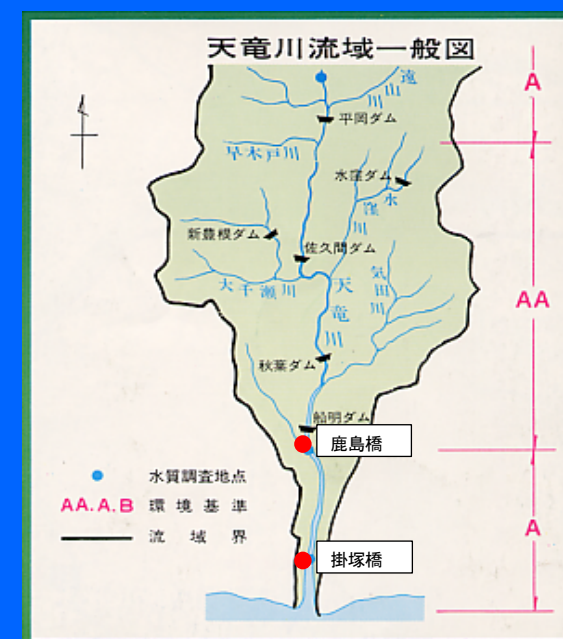 天竜川流域一般図
遠山川
A
平岡ダム
早木戸川
水窪ダム
水窪川
新豊根ダム
佐久間ダム
大千瀬川
天竜川
気田川
AA
秋葉ダム
船明ダム
鹿島橋
水質調査地点
AA.A.B 環境基準
流域界
A
掛塚橋